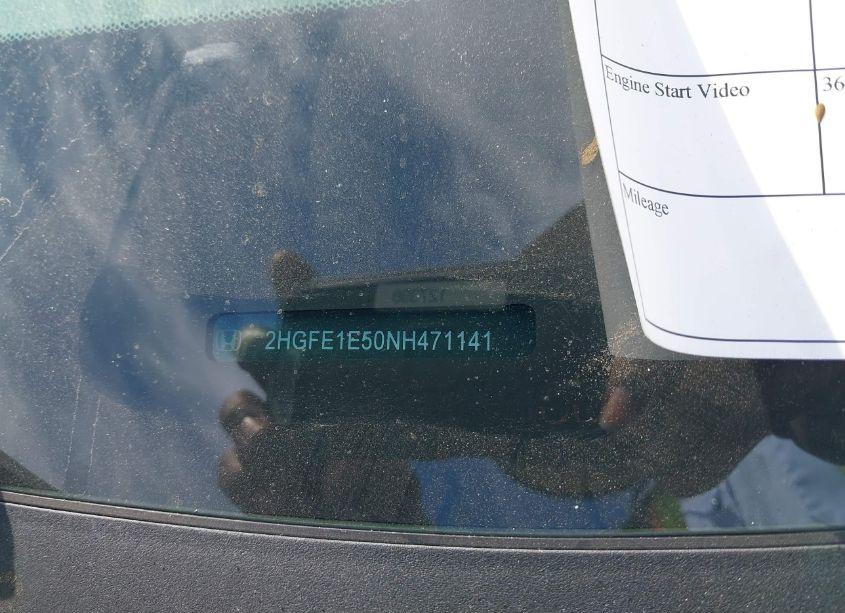 Engine Start Video 36
Mileage
2HGFE1E50NH471141